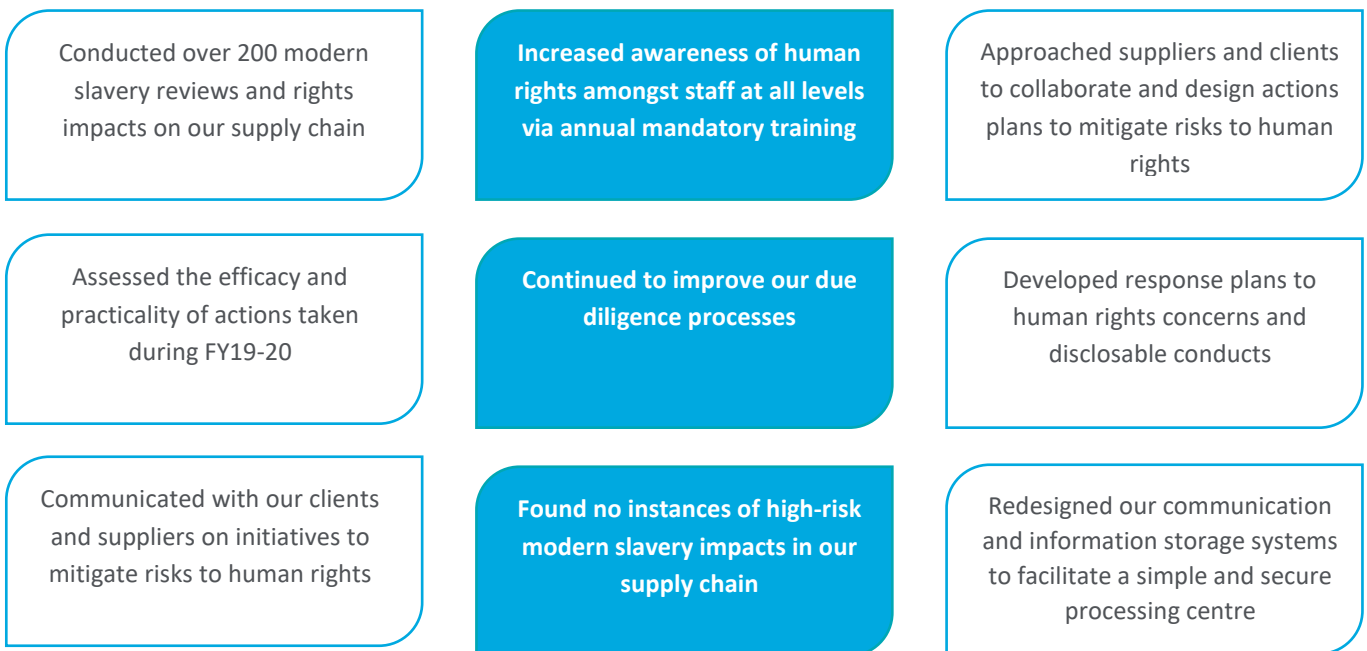 Conducted over 200 modern
slavery reviews and rights
impacts on our supply chain
Increased awareness of human
rights amongst staff at all levels
via annual mandatory training
Approached suppliers and clients
to collaborate and design actions
plans to mitigate risks to human
rights
Assessed the efficacy and
practicality of actions taken
during FY19-20
Continued to improve our due
diligence processes
Developed response plans to
human rights concerns and
disclosable conducts
Communicated with our clients
and suppliers on initiatives to
mitigate risks to human rights
Found no instances of high-risk
modern slavery impacts in our
supply chain
Redesigned our communication
and information storage systems
to facilitate a simple and secure
processing centre